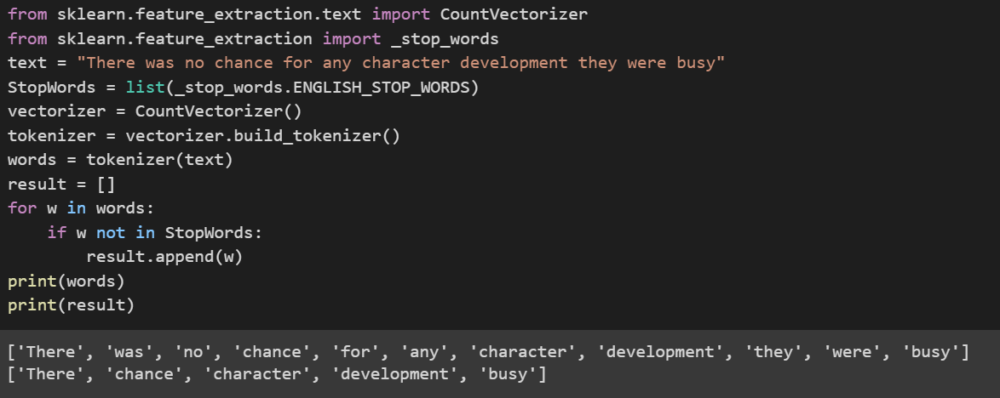 from sklearn.feature_extraction.text import CountVectorizer
from sklearn.feature_extraction import _stop_words
text = "There was no chance for any character development they were busy"
StopWords = list(_stop_words.ENGLISH_STOP_WORDS)
vectorizer = CountVectorizer()
tokenizer = vectorizer.build_tokenizer()
words = tokenizer(text)
result = []
for w in words:
    if w not in StopWords:
        result.append(w)
print(words)
print(result)
['There', 'was', 'no', 'chance', 'for', 'any', 'character', 'development', 'they', 'were', 'busy']
['There', 'chance', 'character', 'development', 'busy']